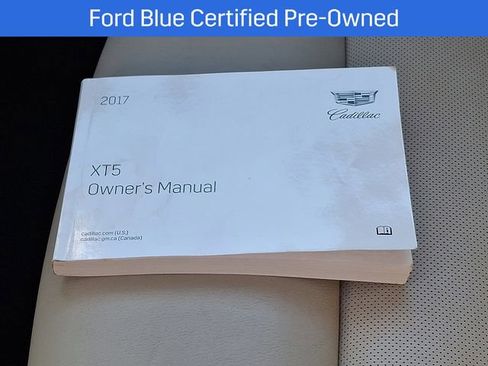 Ford Blue Certified Pre-Owned
2017
Cadillac
XT5
Owner's Manual
cadillac.com (U.S.)
cadillac.gm.ca (Canada)